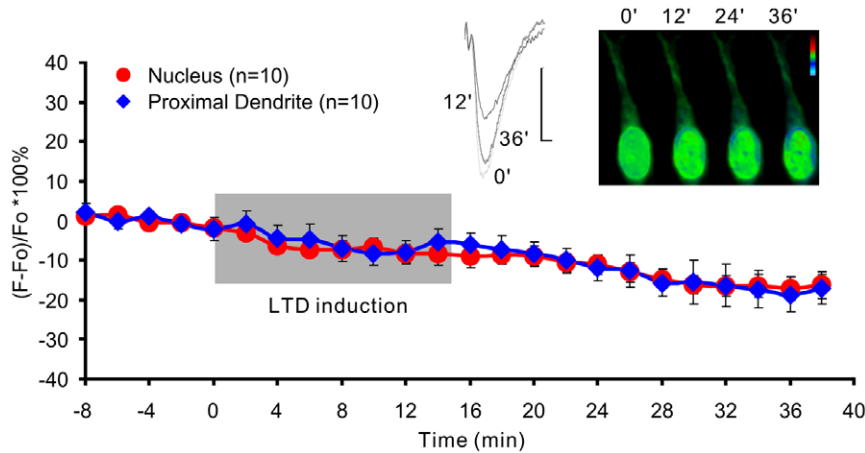 0' 12' 24' 36'
40
30
20
10
0
-10
-20
-30
-40
(F-Fo)/Fo *100%
Nucleus (n=10)
Proximal Dendrite (n=10)
12'
36'
0'
LTD induction
-8 -4 0 4 8 12 16 20 24 28 32 36 40
Time (min)